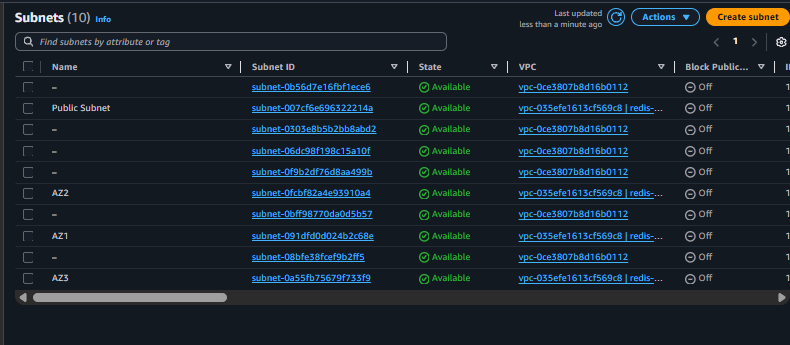 Subnets (10) Info
Last updated
less than a minute ago
Actions
Create subnet
Find subnets by attribute or tag
1
Name Subnet ID State VPC Block Public...
– subnet-0b56d7e16fbf1ece6 Available vpc-0ce3807b8d16b0112 Off
Public Subnet subnet-007cf6e696322214a Available vpc-035efe1613cf569c8 | redis-... Off
– subnet-0303e8b5b2bb8abd2 Available vpc-0ce3807b8d16b0112 Off
– subnet-06dc98f198c15a10f Available vpc-0ce3807b8d16b0112 Off
– subnet-0f9b2df76d8aa499b Available vpc-0ce3807b8d16b0112 Off
AZ2 subnet-0fcbf82a4e93910a4 Available vpc-035efe1613cf569c8 | redis-... Off
– subnet-0bff98770da0d5b57 Available vpc-0ce3807b8d16b0112 Off
AZ1 subnet-091dfd0d024b2c68e Available vpc-035efe1613cf569c8 | redis-... Off
– subnet-08bfe38fcef9b2ff5 Available vpc-0ce3807b8d16b0112 Off
AZ3 subnet-0a55fb75679f733f9 Available vpc-035efe1613cf569c8 | redis-... Off